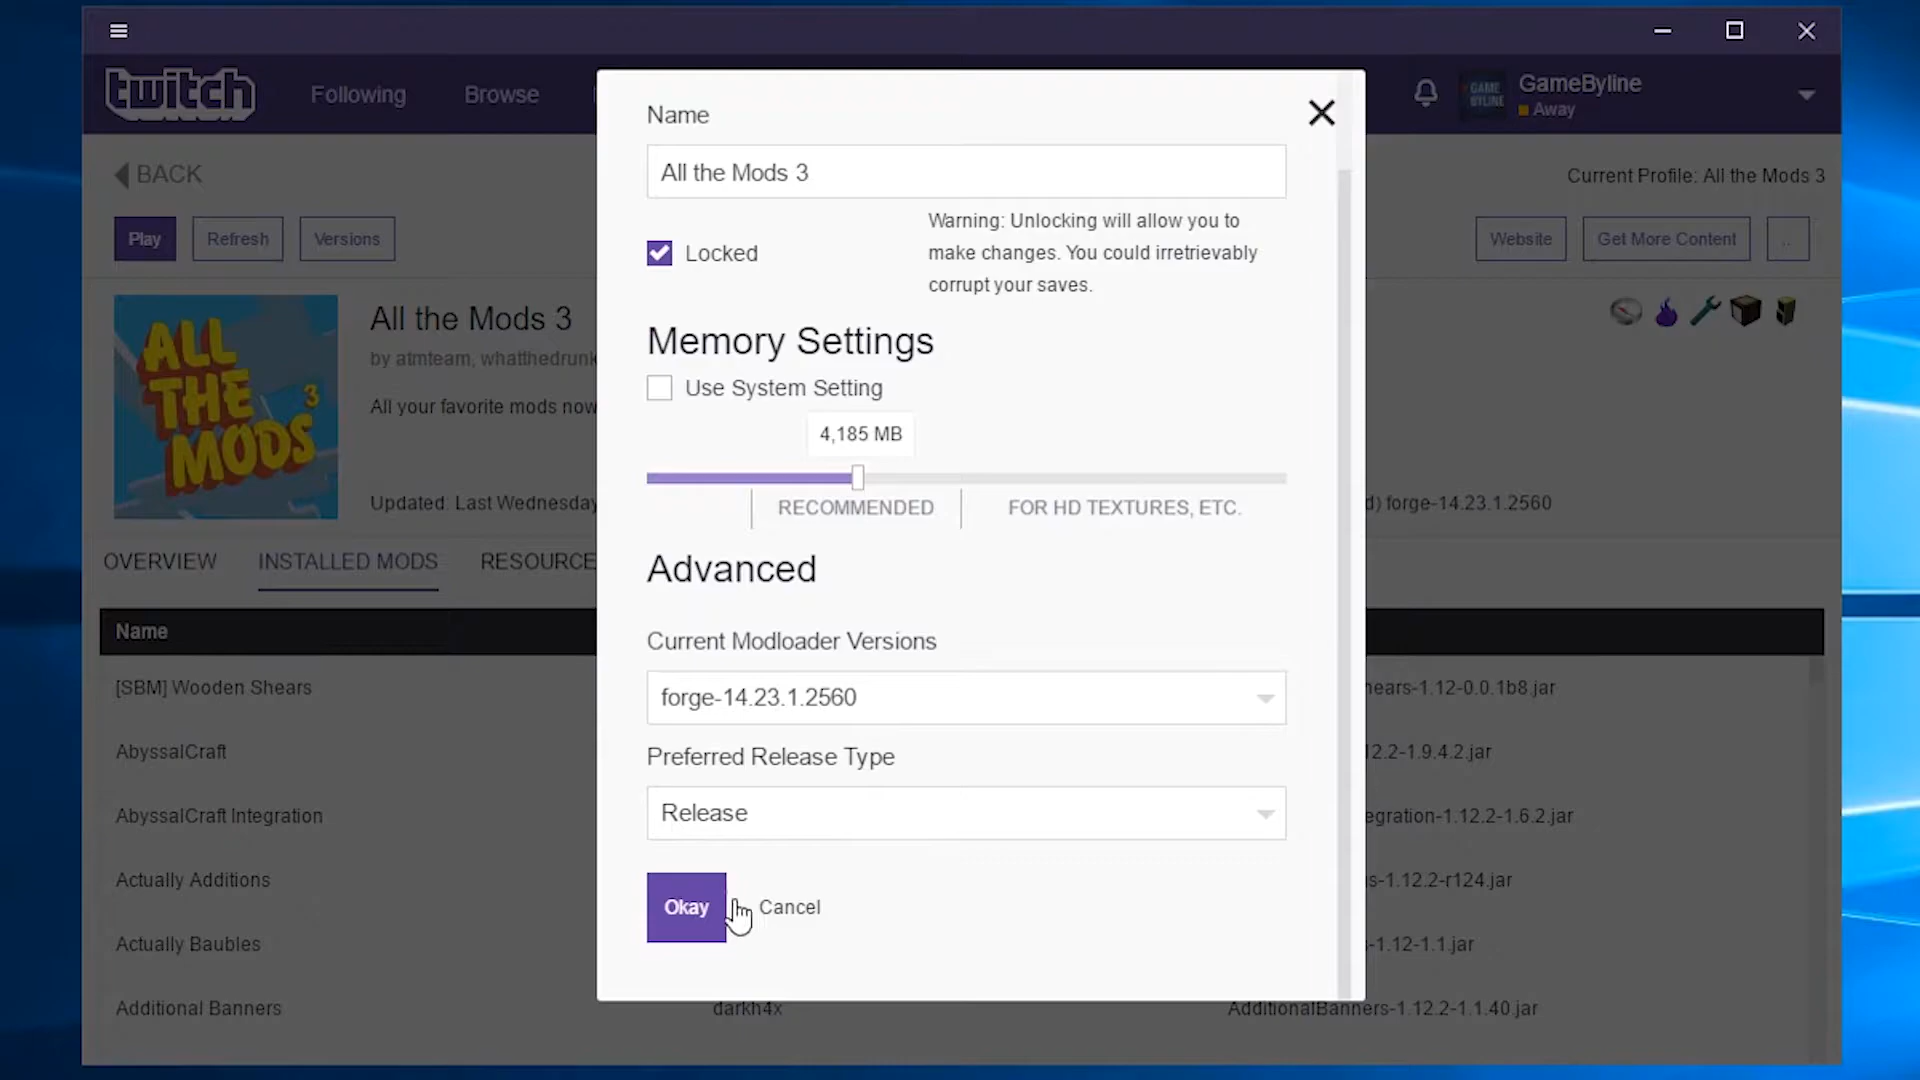 twitch
Following
Browse
GameByline
Away
GAME
BYLINE
BACK
Current Profile: All the Mods 3
Play
Refresh
Versions
Website
Get More Content
..
ALL
THE
MODS
3
All the Mods 3
by atmteam, whatthedrunk
All your favorite mods now
Updated: Last Wednesday
d) forge-14.23.1.2560
OVERVIEW
INSTALLED MODS
RESOURCE
Name
[SBM] Wooden Shears
hears-1.12-0.0.1b8.jar
AbyssalCraft
12.2-1.9.4.2.jar
AbyssalCraft Integration
egration-1.12.2-1.6.2.jar
Actually Additions
s-1.12.2-r124.jar
Actually Baubles
-1.12-1.1.jar
Additional Banners
darkh4x
AdditionalBanners-1.12.2-1.1.40.jar
Name
All the Mods 3
Locked
Warning: Unlocking will allow you to
make changes. You could irretrievably
corrupt your saves.
Memory Settings
Use System Setting
4,185 MB
RECOMMENDED
FOR HD TEXTURES, ETC.
Advanced
Current Modloader Versions
forge-14.23.1.2560
Preferred Release Type
Release
Okay
Cancel